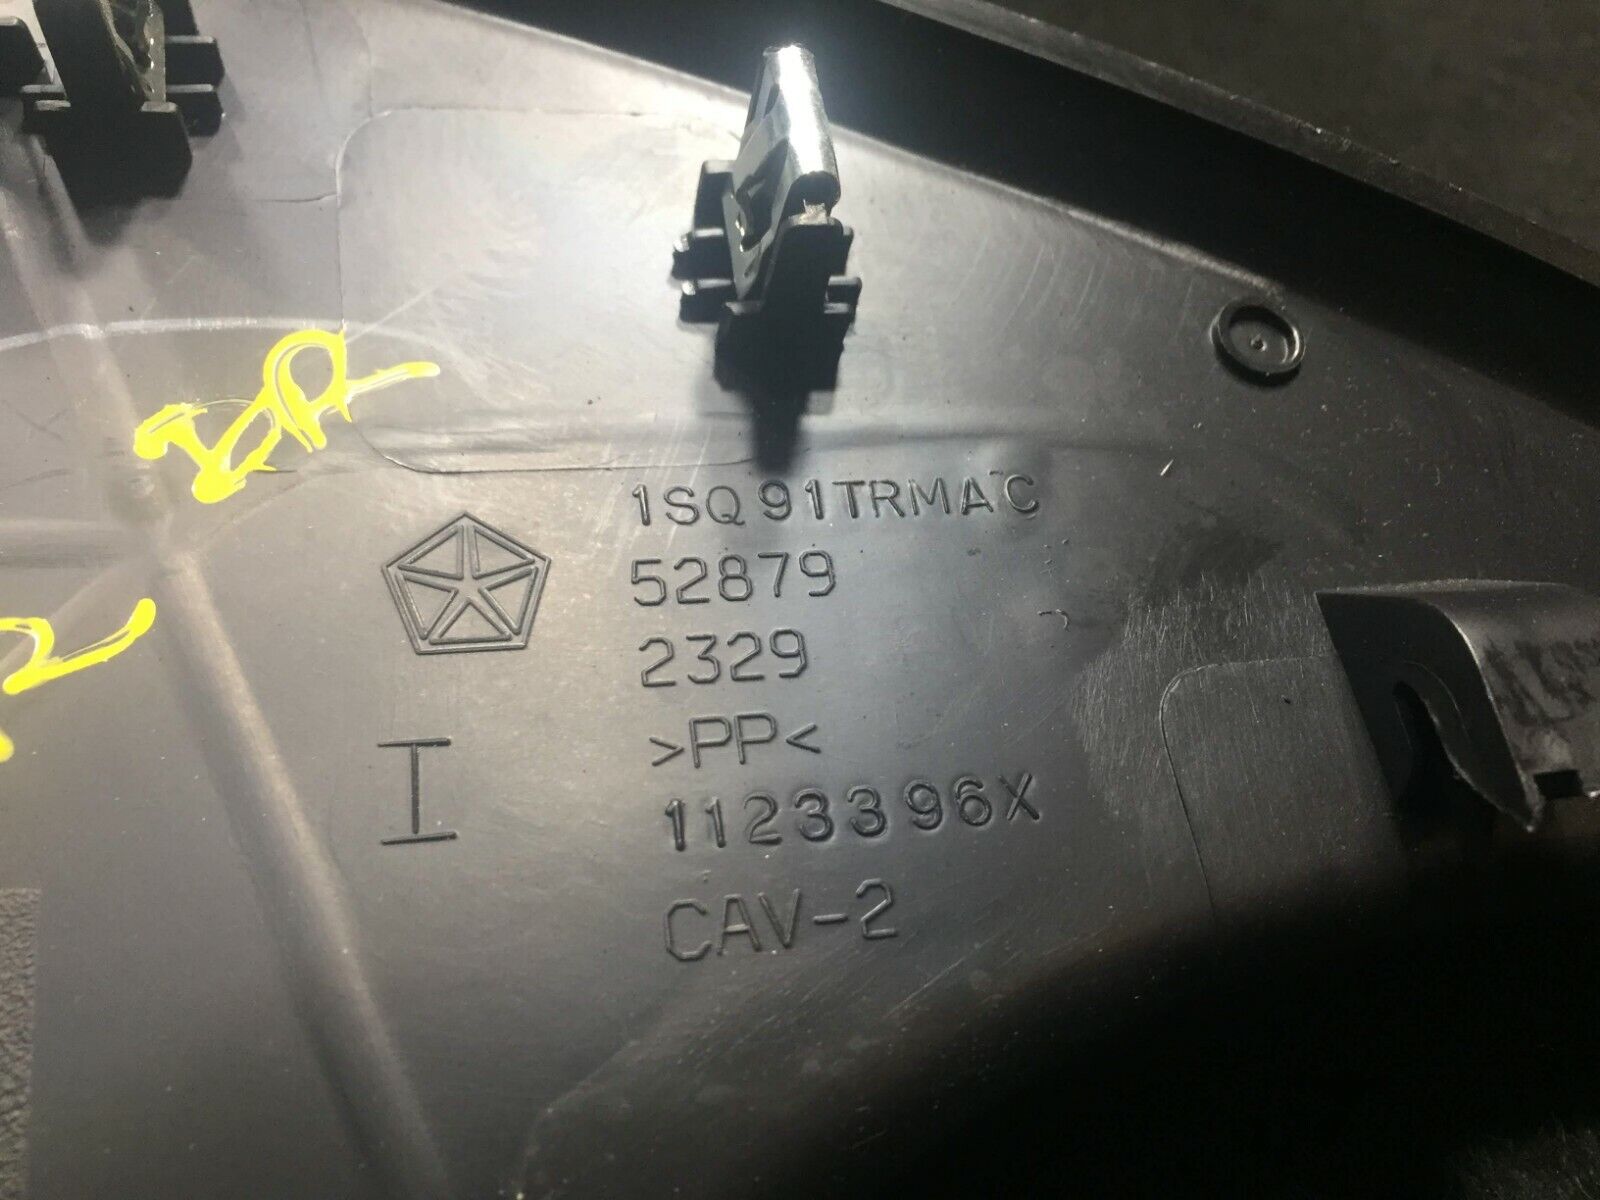 1SQ91TRMAC
52879
2329
>PP<
I
1123396X
CAV-2